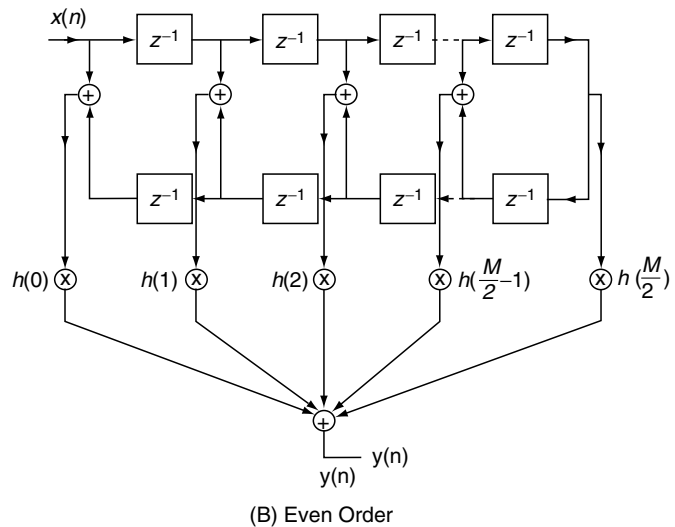 x(n)
z⁻¹ z⁻¹ z⁻¹ z⁻¹
+ + + +
z⁻¹ z⁻¹ z⁻¹ z⁻¹
h(0) x h(1) x h(2) x h(M/2−1) x h(M/2)
+
y(n)
y(n)
(B) Even Order